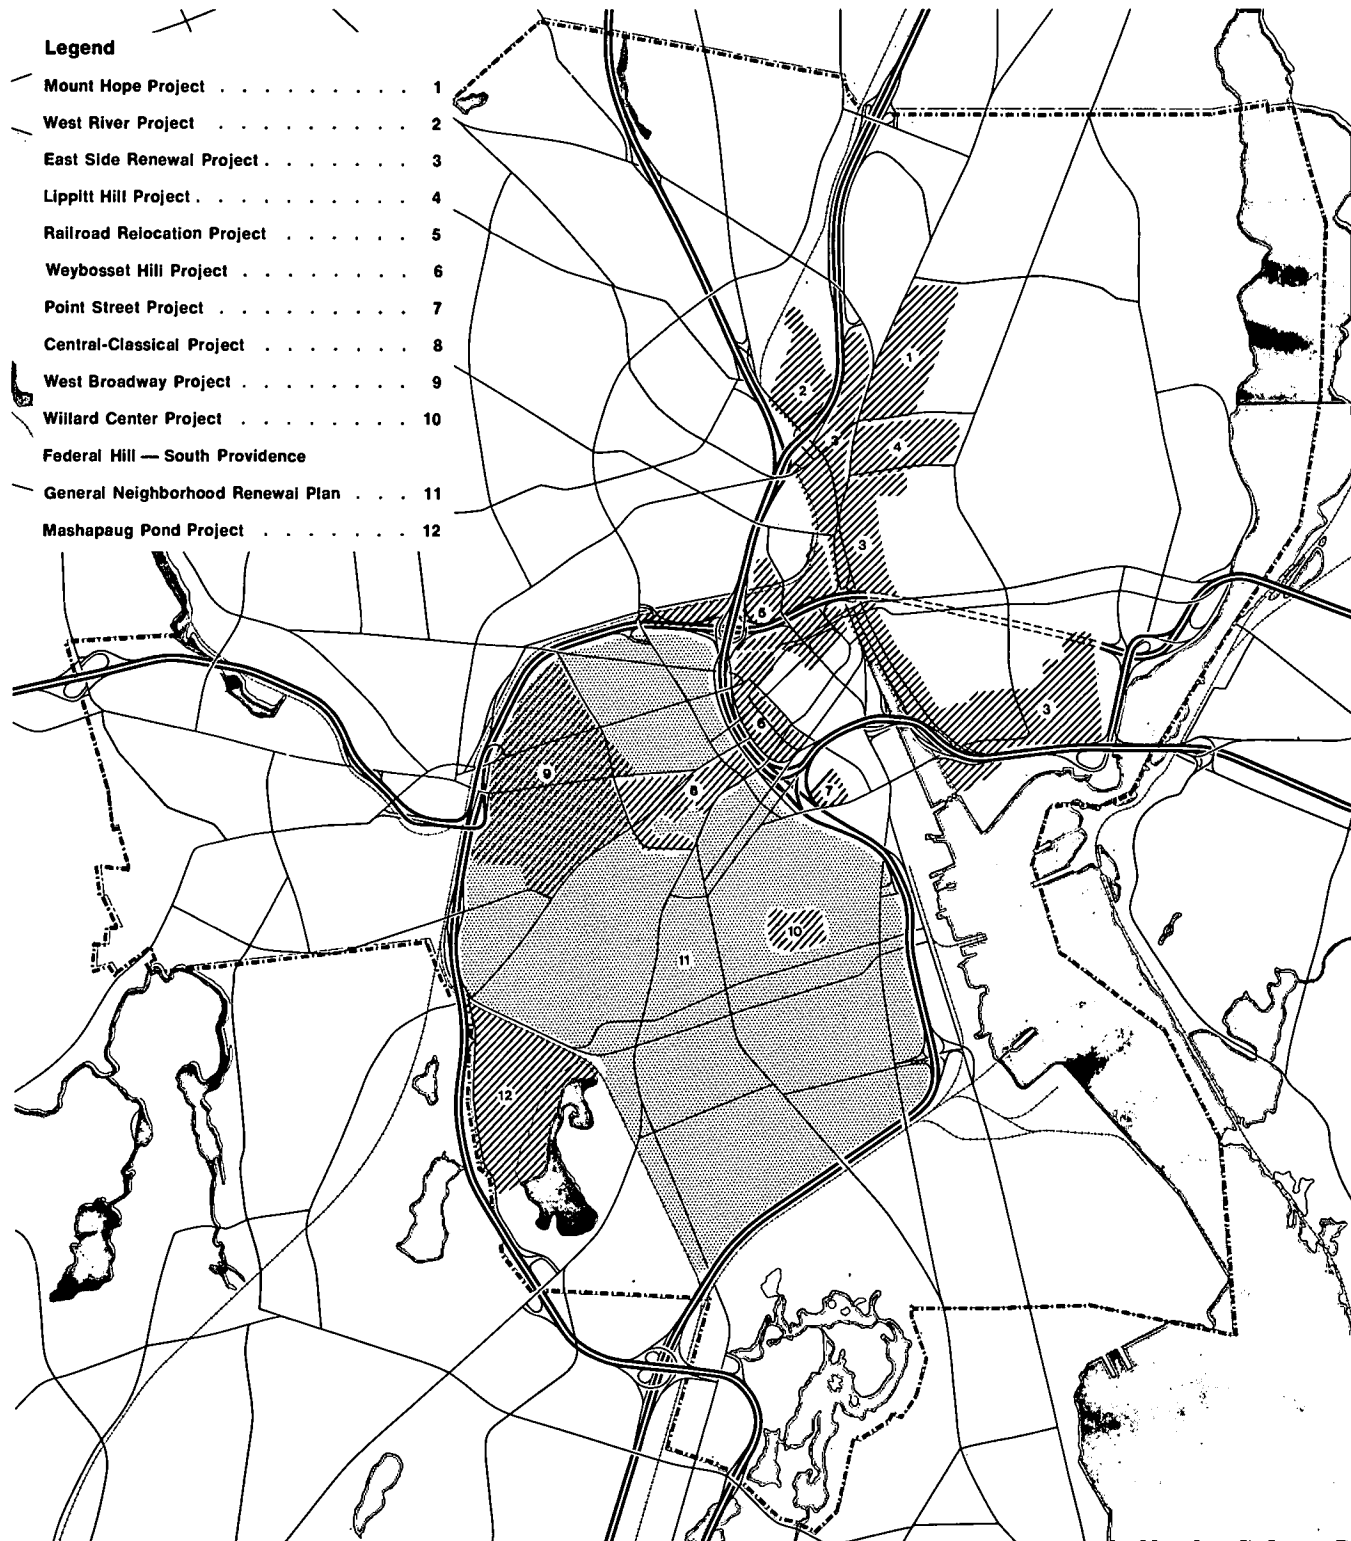 Legend
Mount Hope Project . . . . . . . . . 1
West River Project . . . . . . . . . 2
East Side Renewal Project . . . . . . . 3
Lippitt Hill Project . . . . . . . . . . 4
Railroad Relocation Project . . . . . . 5
Weybosset Hill Project . . . . . . . . 6
Point Street Project . . . . . . . . . 7
Central-Classical Project . . . . . . . 8
West Broadway Project . . . . . . . . 9
Willard Center Project . . . . . . . . 10
Federal Hill — South Providence
General Neighborhood Renewal Plan . . . 11
Mashapaug Pond Project . . . . . . . 12
1
2
3
4
3
5
3
6
9
8
7
10
11
12